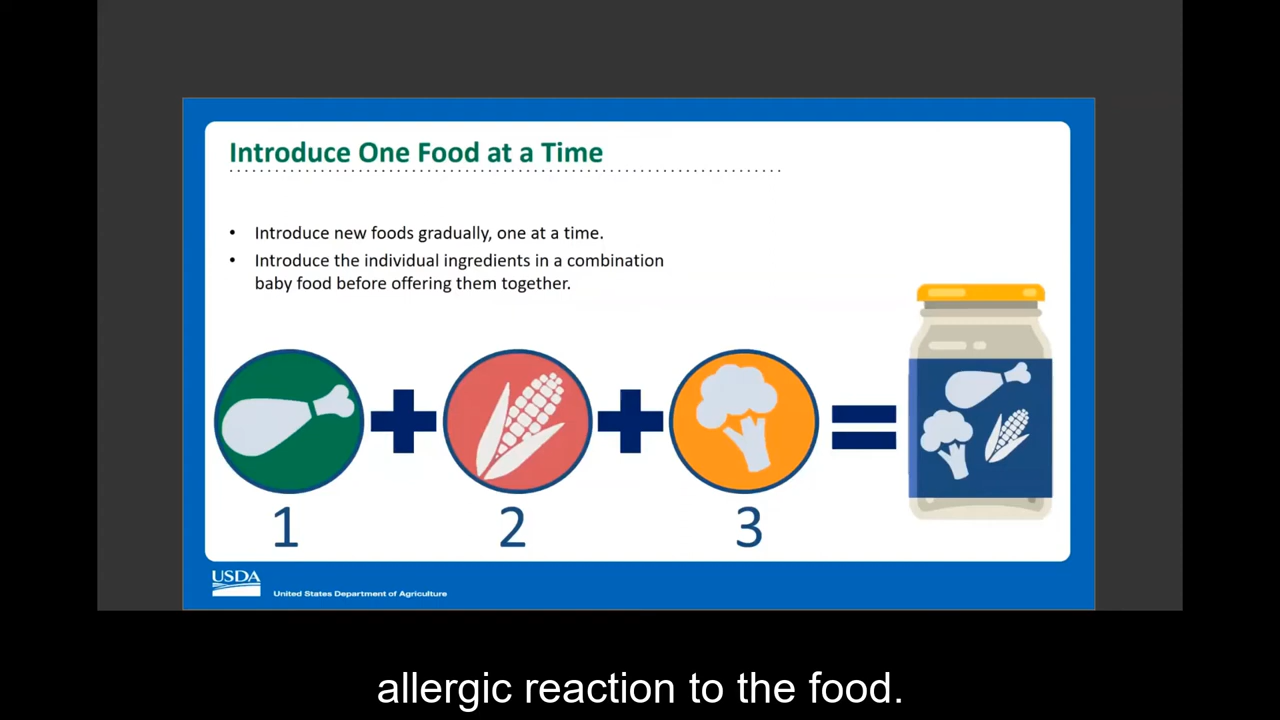 Introduce One Food at a Time
• Introduce new foods gradually, one at a time.
• Introduce the individual ingredients in a combination
baby food before offering them together.
1
2
3
USDA
United States Department of Agriculture
allergic reaction to the food.